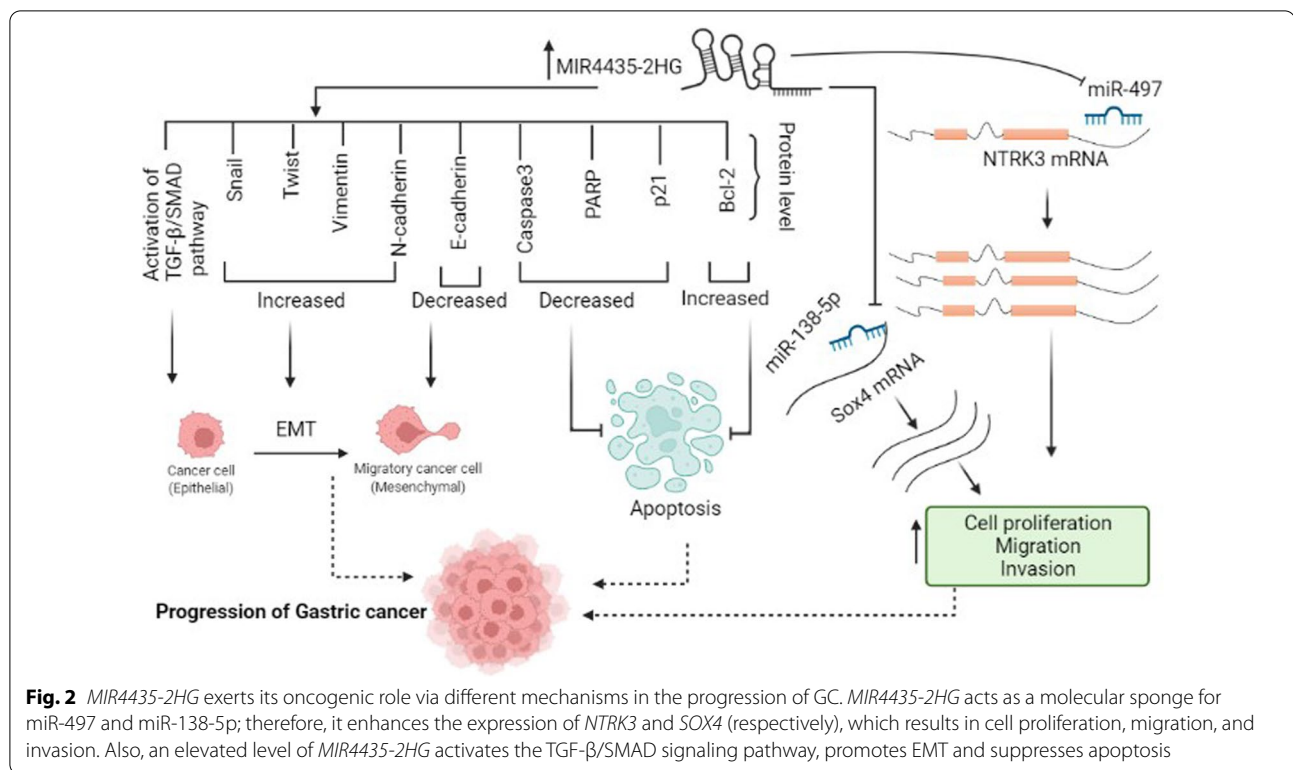 MIR4435-2HG
miR-497
NTRK3 mRNA
Activation of
TGF-β/SMAD
pathway
Snail
Twist
Vimentin
N-cadherin
E-cadherin
Caspase3
PARP
p21
Bcl-2
Protein level
Increased
Decreased
Decreased
Increased
miR-138-5p
Sox4 mRNA
EMT
Cancer cell
(Epithelial)
Migratory cancer cell
(Mesenchymal)
Apoptosis
Cell proliferation
Migration
Invasion
Progression of Gastric cancer
Fig. 2 MIR4435-2HG exerts its oncogenic role via different mechanisms in the progression of GC. MIR4435-2HG acts as a molecular sponge for
miR-497 and miR-138-5p; therefore, it enhances the expression of NTRK3 and SOX4 (respectively), which results in cell proliferation, migration, and
invasion. Also, an elevated level of MIR4435-2HG activates the TGF-β/SMAD signaling pathway, promotes EMT and suppresses apoptosis